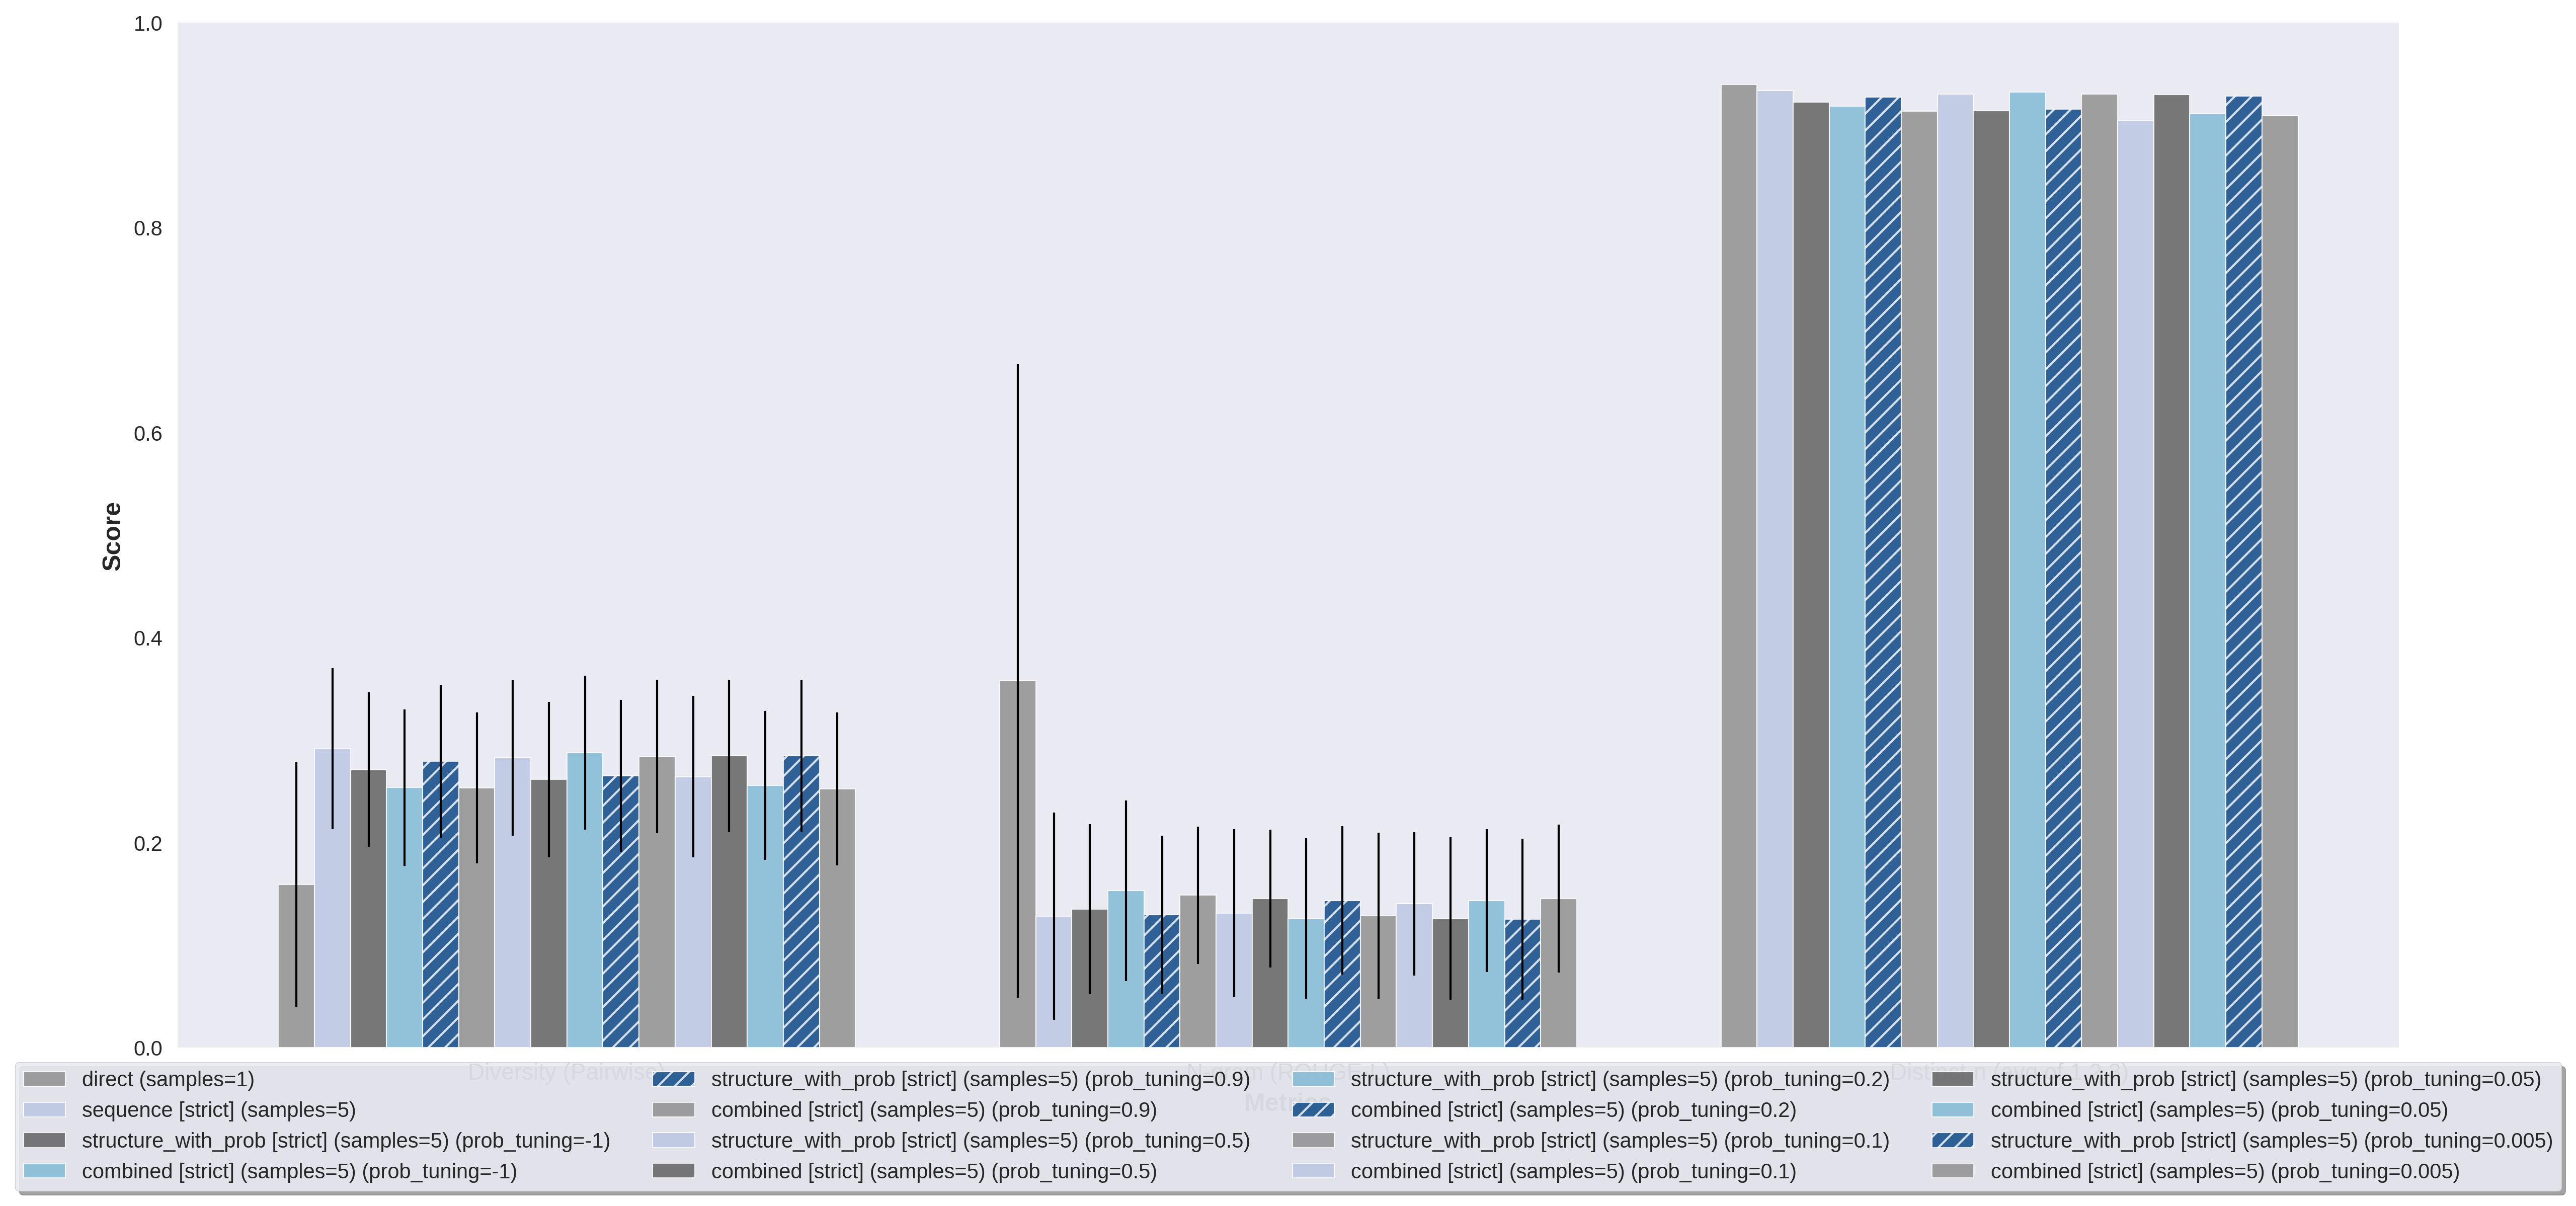 1.0
0.8
0.6
0.4
0.2
0.0
Score
Diversity (Pairwise)
Metrics
direct (samples=1)
sequence [strict] (samples=5)
structure_with_prob [strict] (samples=5) (prob_tuning=-1)
combined [strict] (samples=5) (prob_tuning=-1)
structure_with_prob [strict] (samples=5) (prob_tuning=0.9)
combined [strict] (samples=5) (prob_tuning=0.9)
structure_with_prob [strict] (samples=5) (prob_tuning=0.5)
combined [strict] (samples=5) (prob_tuning=0.5)
structure_with_prob [strict] (samples=5) (prob_tuning=0.2)
combined [strict] (samples=5) (prob_tuning=0.2)
structure_with_prob [strict] (samples=5) (prob_tuning=0.1)
combined [strict] (samples=5) (prob_tuning=0.1)
structure_with_prob [strict] (samples=5) (prob_tuning=0.05)
combined [strict] (samples=5) (prob_tuning=0.05)
structure_with_prob [strict] (samples=5) (prob_tuning=0.005)
combined [strict] (samples=5) (prob_tuning=0.005)